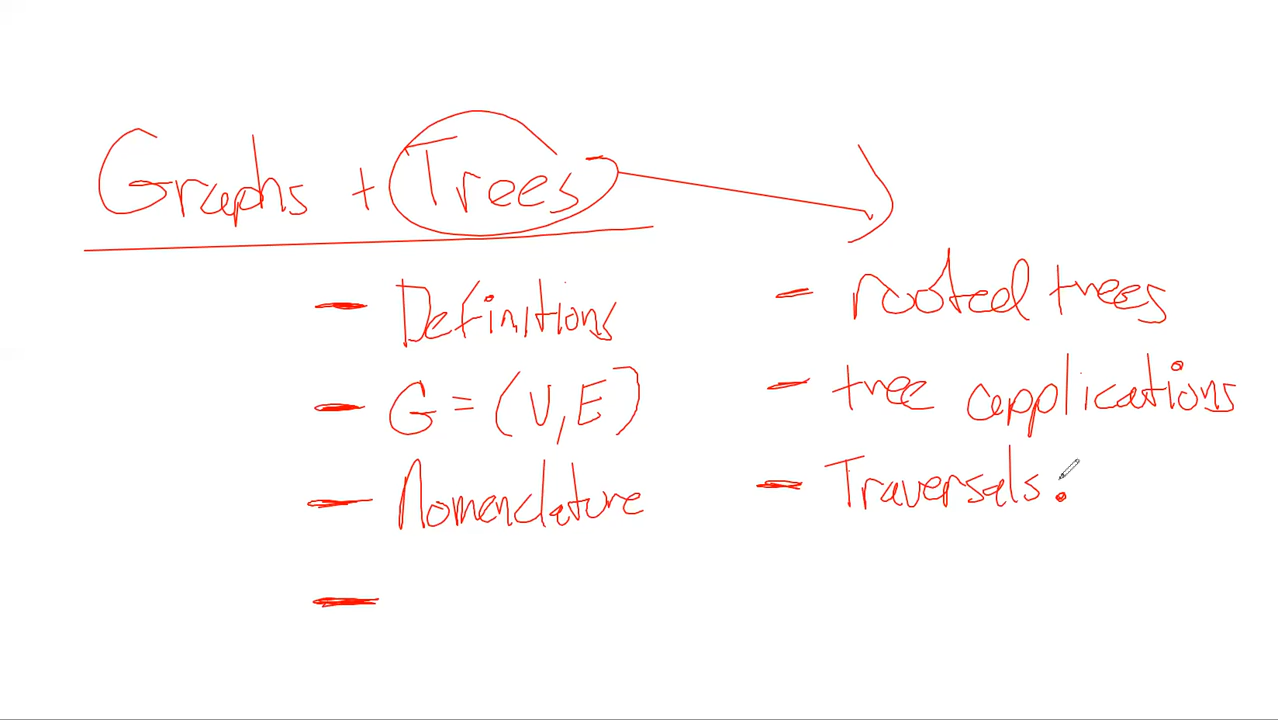 Graphs + Trees
- Definitions
- G = (V, E)
- Nomenclature
-
- rooted trees
- tree applications
- Traversals.